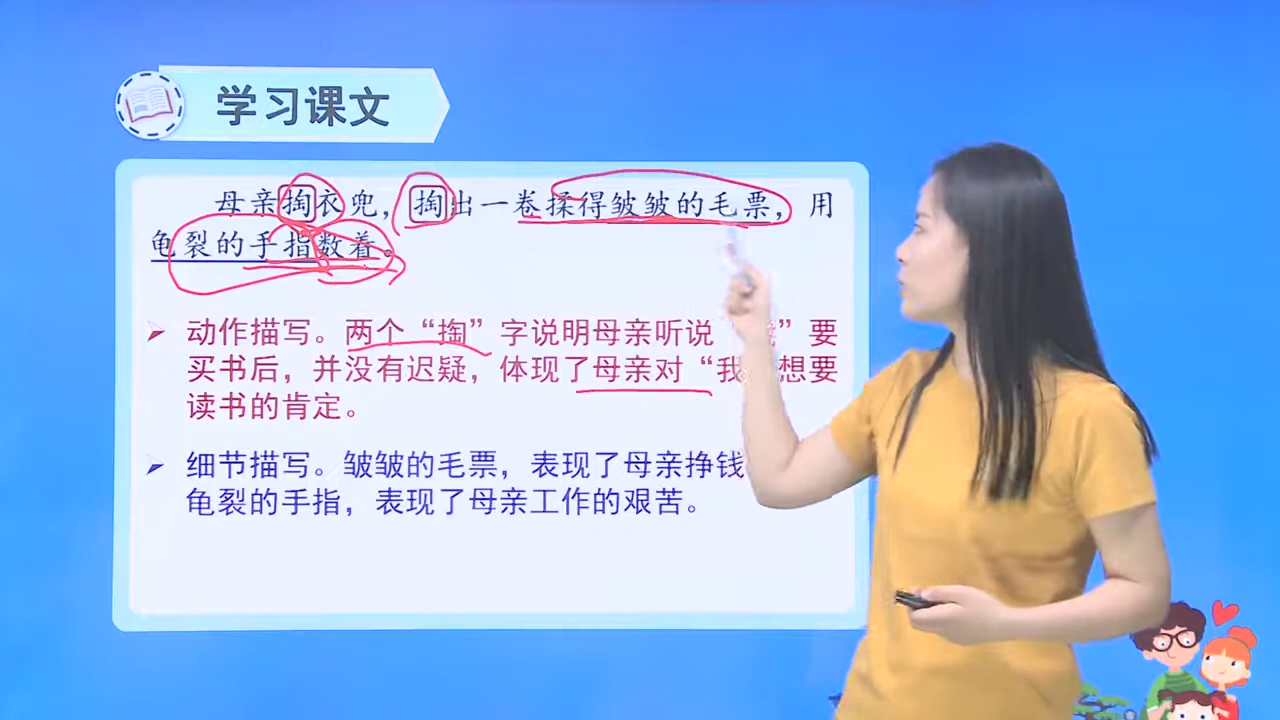 学习课文
母亲掏衣兜，掏出一卷揉得皱皱的毛票，用
龟裂的手指数着。
动作描写。两个“掏”字说明母亲听说 ”要
买书后，并没有迟疑，体现了母亲对“我 想要
读书的肯定。
细节描写。皱皱的毛票，表现了母亲挣钱
龟裂的手指，表现了母亲工作的艰苦。